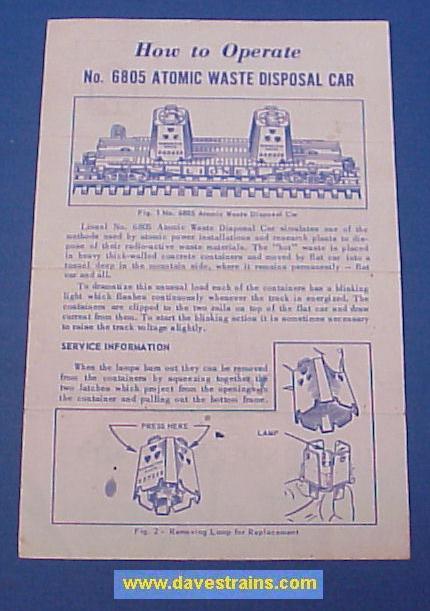 How to Operate
No. 6805 ATOMIC WASTE DISPOSAL CAR
Fig. 1 No. 6805 Atomic Waste Disposal Car
Lionel No. 6805 Atomic Waste Disposal Car simulates one of the
methods used by atomic power installations and research plants to dis-
pose of their radio-active waste materials. The "hot" waste is placed
in heavy thick-walled concrete containers and moved by flat car into a
tunnel deep in the mountain side, where it remains permanently - flat
car and all.
To dramatize this unusual load each of the containers has a blinking
light which flashes continuously whenever the track is energized. The
containers are clipped to the two rails on top of the flat car and draw
current from them. To start the blinking action it is sometimes necessary
to raise the track voltage slightly.
SERVICE INFORMATION
When the lamps burn out they can be removed
from the containers by squeezing together the
two latches which project from the openings in
the container and pulling out the bottom frame.
PRESS HERE
LAMP
DANGER
Fig. 2 - Removing Lamp for Replacement
www.davestrains.com